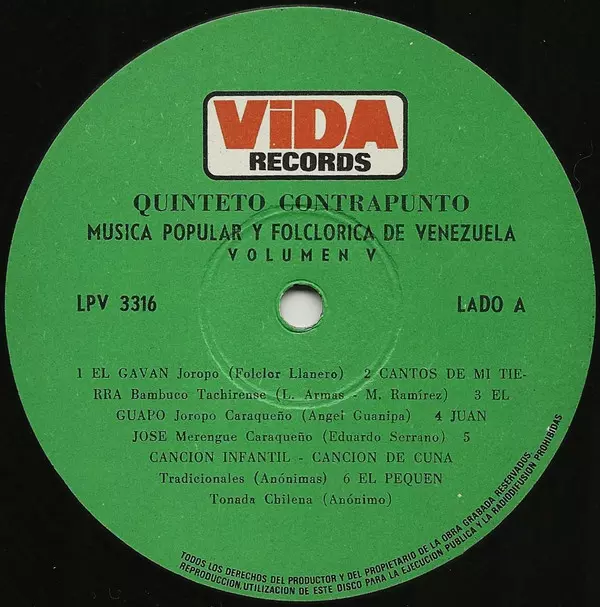 ViDA
RECORDS
QUINTETO CONTRAPUNTO
MUSICA POPULAR Y FOLCLORICA DE VENEZUELA
VOLUMEN V
LPV 3316
LADO A
1 EL GAVAN Joropo (Folclor Llanero) 2 CANTOS DE MI TIE-
RRA Bambuco Tachirense (L. Armas - M. Ramírez) 3 EL
GUAPO Joropo Caraqueño (Angel Guanipa) 4 JUAN
JOSE Merengue Caraqueño (Eduardo Serrano) 5
CANCION INFANTIL - CANCION DE CUNA
Tradicionales (Anónimas) 6 EL PEQUEN
Tonada Chilena (Anónimo)
TODOS LOS DERECHOS DEL PRODUCTOR Y DEL PROPIETARIO DE LA OBRA GRABADA RESERVADOS.
REPRODUCCION, UTILIZACION DE ESTE DISCO PARA LA EJECUCION PUBLICA Y LA RADIODIFUSION PROHIBIDAS